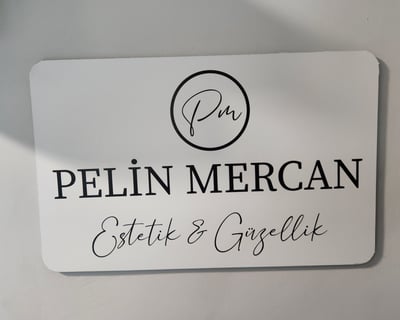 Pm
PELİN MERCAN
Estetik & Güzellik